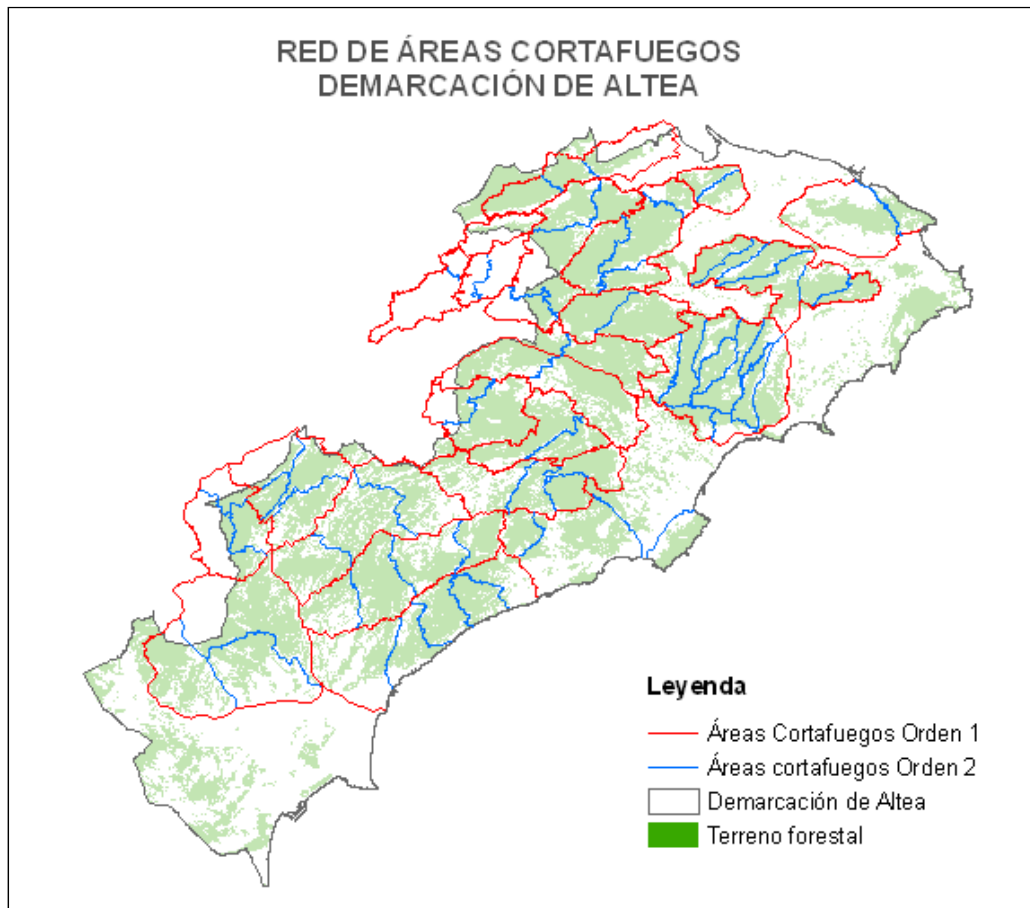 RED DE ÁREAS CORTAFUEGOS
DEMARCACIÓN DE ALTEA
Leyenda
Áreas Cortafuegos Orden 1
Áreas cortafuegos Orden 2
Demarcación de Altea
Terreno forestal